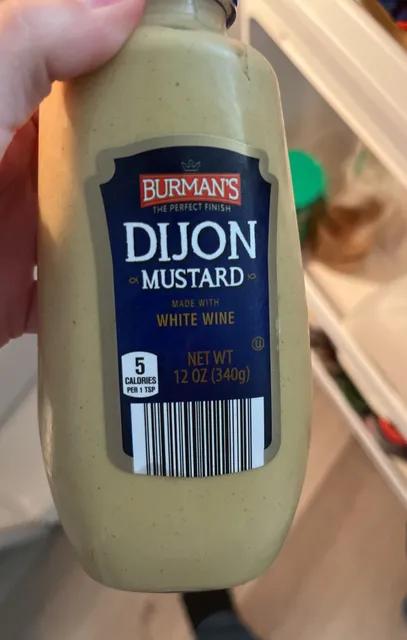 BURMAN'S
THE PERFECT FINISH
DIJON
MUSTARD
MADE WITH
WHITE WINE
U
NET WT
12 OZ (340g)
5
CALORIES
PER 1 TSP